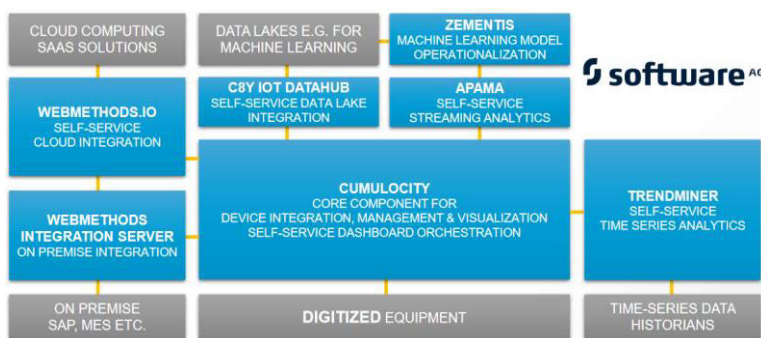 CLOUD COMPUTING
SAAS SOLUTIONS
DATA LAKES E.G. FOR
MACHINE LEARNING
ZEMENTIS
MACHINE LEARNING MODEL
OPERATIONALIZATION
software AG
WEBMETHODS.IO
SELF-SERVICE
CLOUD INTEGRATION
C8Y IOT DATAHUB
SELF-SERVICE DATA LAKE
INTEGRATION
APAMA
SELF-SERVICE
STREAMING ANALYTICS
WEBMETHODS
INTEGRATION SERVER
ON PREMISE INTEGRATION
CUMULOCITY
CORE COMPONENT FOR
DEVICE INTEGRATION, MANAGEMENT & VISUALIZATION
SELF-SERVICE DASHBOARD ORCHESTRATION
TRENDMINER
SELF-SERVICE
TIME SERIES ANALYTICS
ON PREMISE
SAP, MES ETC.
DIGITIZED EQUIPMENT
TIME-SERIES DATA
HISTORIANS